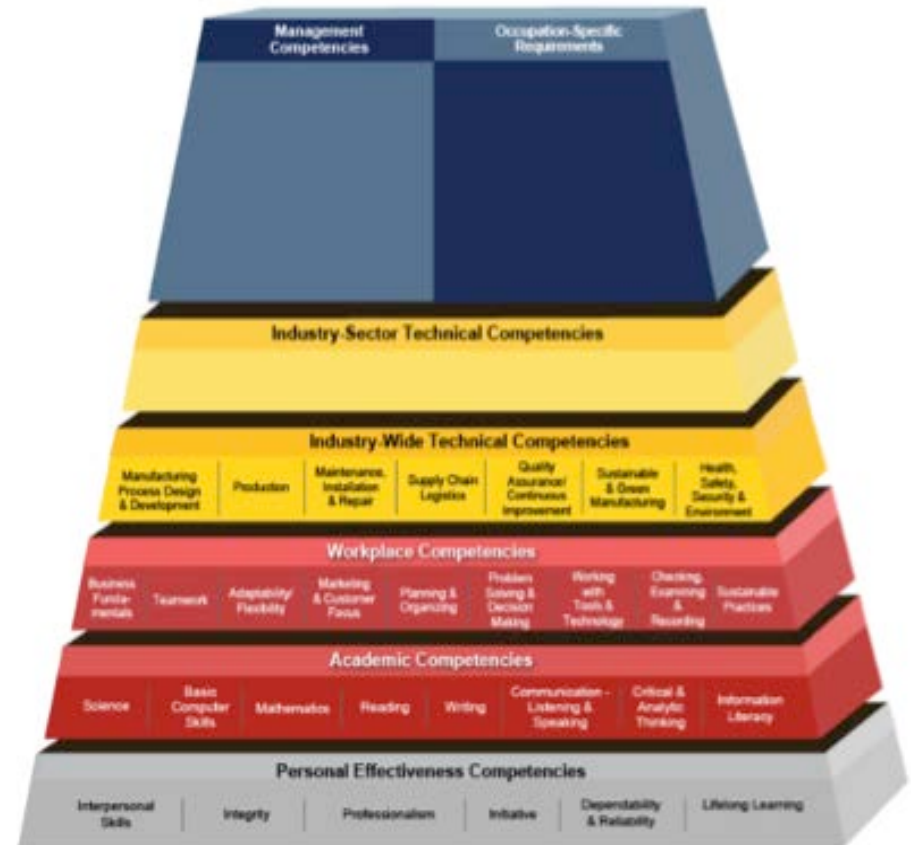 Management
Competencies
Occupation-Specific
Requirements
Industry-Sector Technical Competencies
Industry-Wide Technical Competencies
Manufacturing
Process Design
& Development
Production
Maintenance,
Installation
& Repair
Supply Chain
Logistics
Quality
Assurance/
Continuous
Improvement
Sustainable
& Green
Manufacturing
Health,
Safety,
Security &
Environment
Workplace Competencies
Business
Funda-
mentals
Teamwork
Adaptability/
Flexibility
Marketing
& Customer
Focus
Planning &
Organizing
Problem
Solving &
Decision
Making
Working
with
Tools &
Technology
Checking,
Examining
&
Recording
Sustainable
Practices
Academic Competencies
Science
Basic
Computer
Skills
Mathematics
Reading
Writing
Communication -
Listening &
Speaking
Critical &
Analytic
Thinking
Information
Literacy
Personal Effectiveness Competencies
Interpersonal
Skills
Integrity
Professionalism
Initiative
Dependability
& Reliability
Lifelong Learning